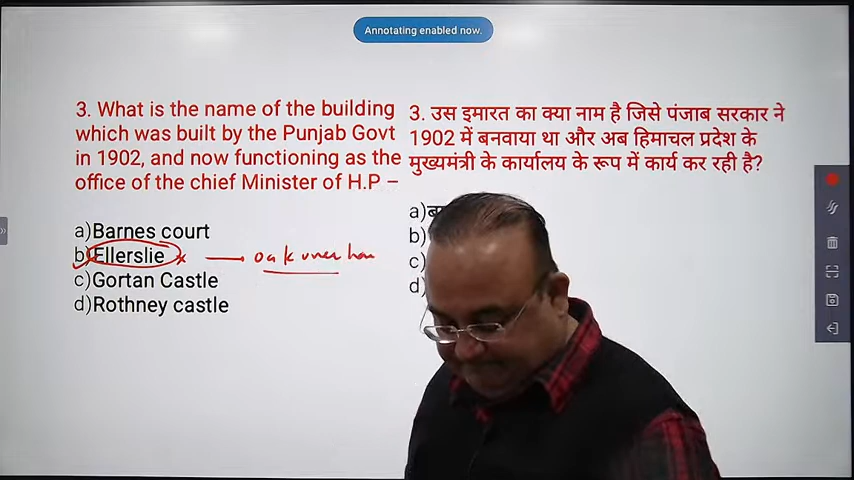 Annotating enabled now.
3. What is the name of the building
which was built by the Punjab Govt
in 1902, and now functioning as the
office of the chief Minister of H.P –
a)Barnes court
b)Ellerslie
c)Gortan Castle
d)Rothney castle
3. उस इमारत का क्या नाम है जिसे पंजाब सरकार ने
1902 में बनवाया था और अब हिमाचल प्रदेश के
मुख्यमंत्री के कार्यालय के रूप में कार्य कर रही है?
a)
b)
c)
d)